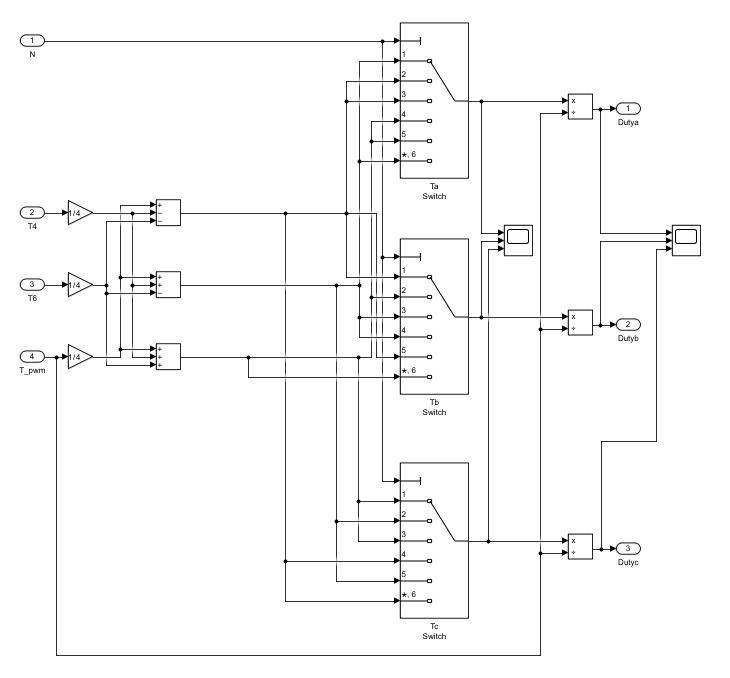 1
N
1
2
3
4
5
*, 6
Ta
Switch
x
÷
1
Dutya
2
T4
1/4
+
−
−
3
T6
1/4
+
+
−
4
T_pwm
1/4
+
+
+
1
2
3
4
5
*, 6
Tb
Switch
x
÷
2
Dutyb
1
2
3
4
5
*, 6
Tc
Switch
x
÷
3
Dutyc